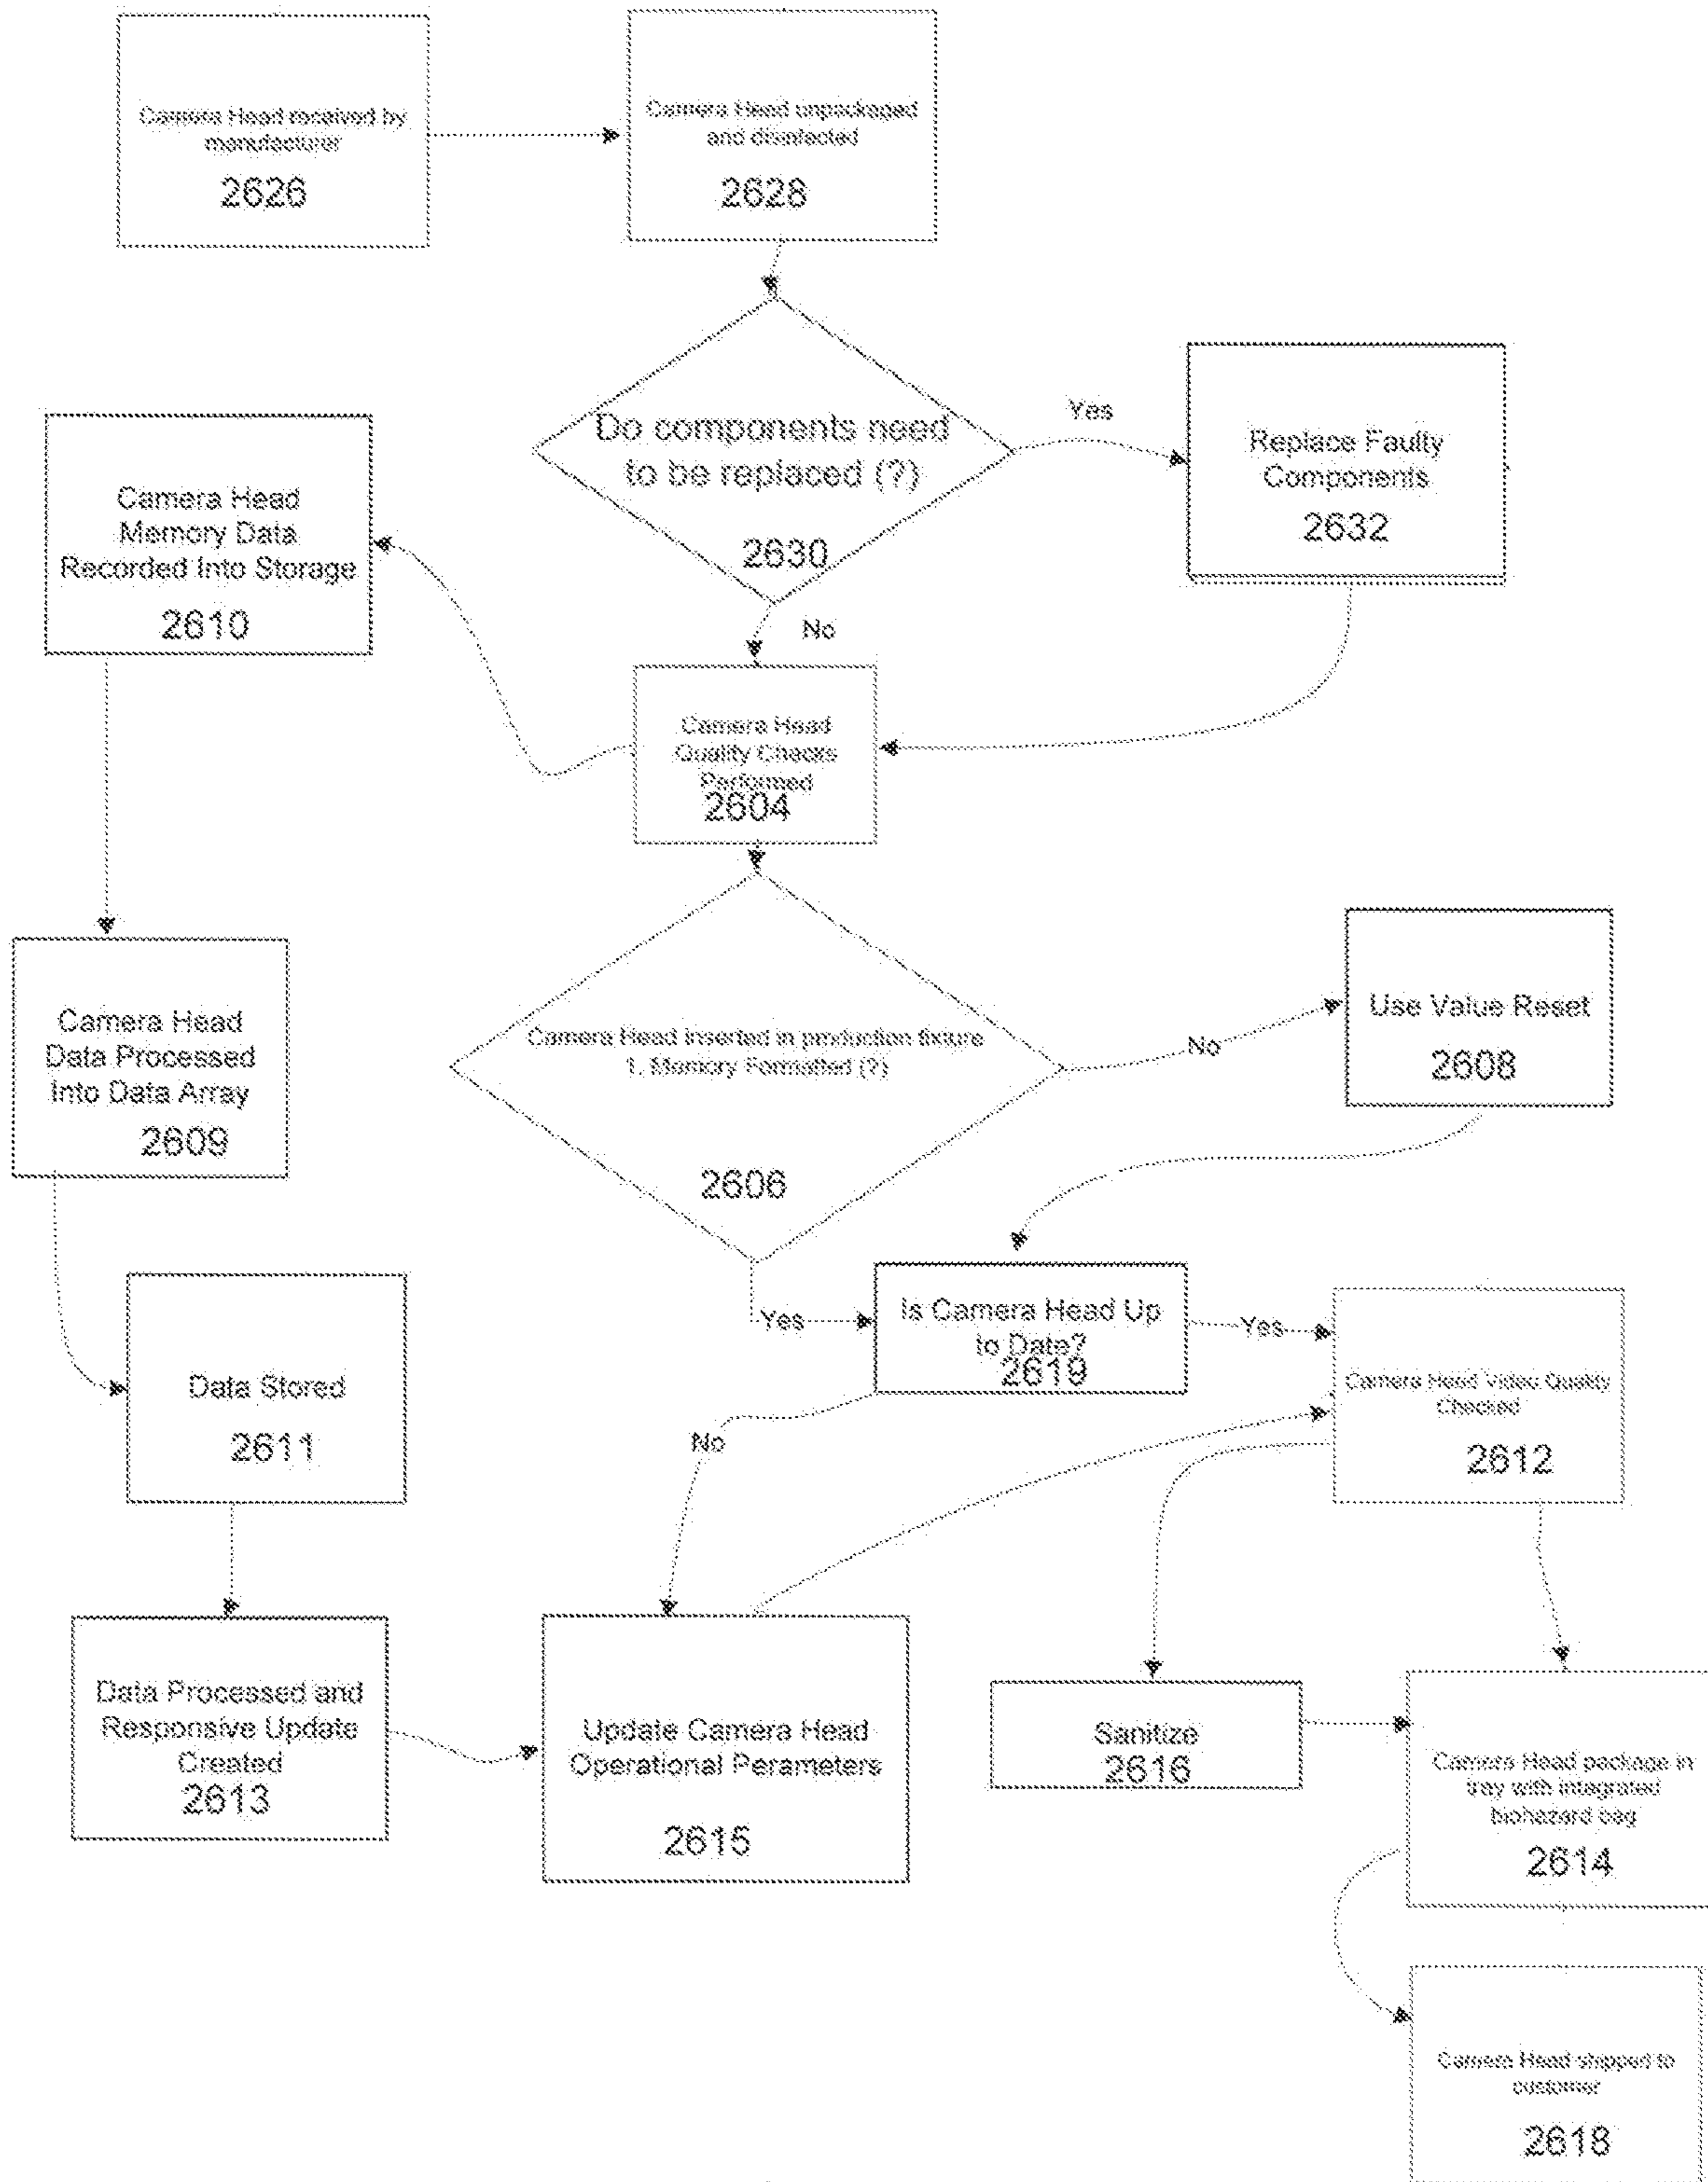 Camera Head received by
manufacturer
2626
Camera Head unpackaged
and disinfected
2628
Do components need
to be replaced (?)
2630
Yes
Replace Faulty
Components
2632
No
Camera Head
Memory Data
Recorded Into Storage
2610
Camera Head
Quality Checks
Performed
2604
Camera Head
Data Processed
Into Data Array
2609
Camera Head inserted in production fixture
1. Memory Formatted (?)
2606
No
Use Value Reset
2608
Yes
Is Camera Head Up
to Date?
2619
Yes
Camera Head Video Quality
Checked
2612
Data Stored
2611
No
Data Processed and
Responsive Update
Created
2613
Update Camera Head
Operational Perameters
2615
Sanitize
2616
Camera Head package in
tray with integrated
biohazard bag
2614
Camera Head shipped to
customer
2618